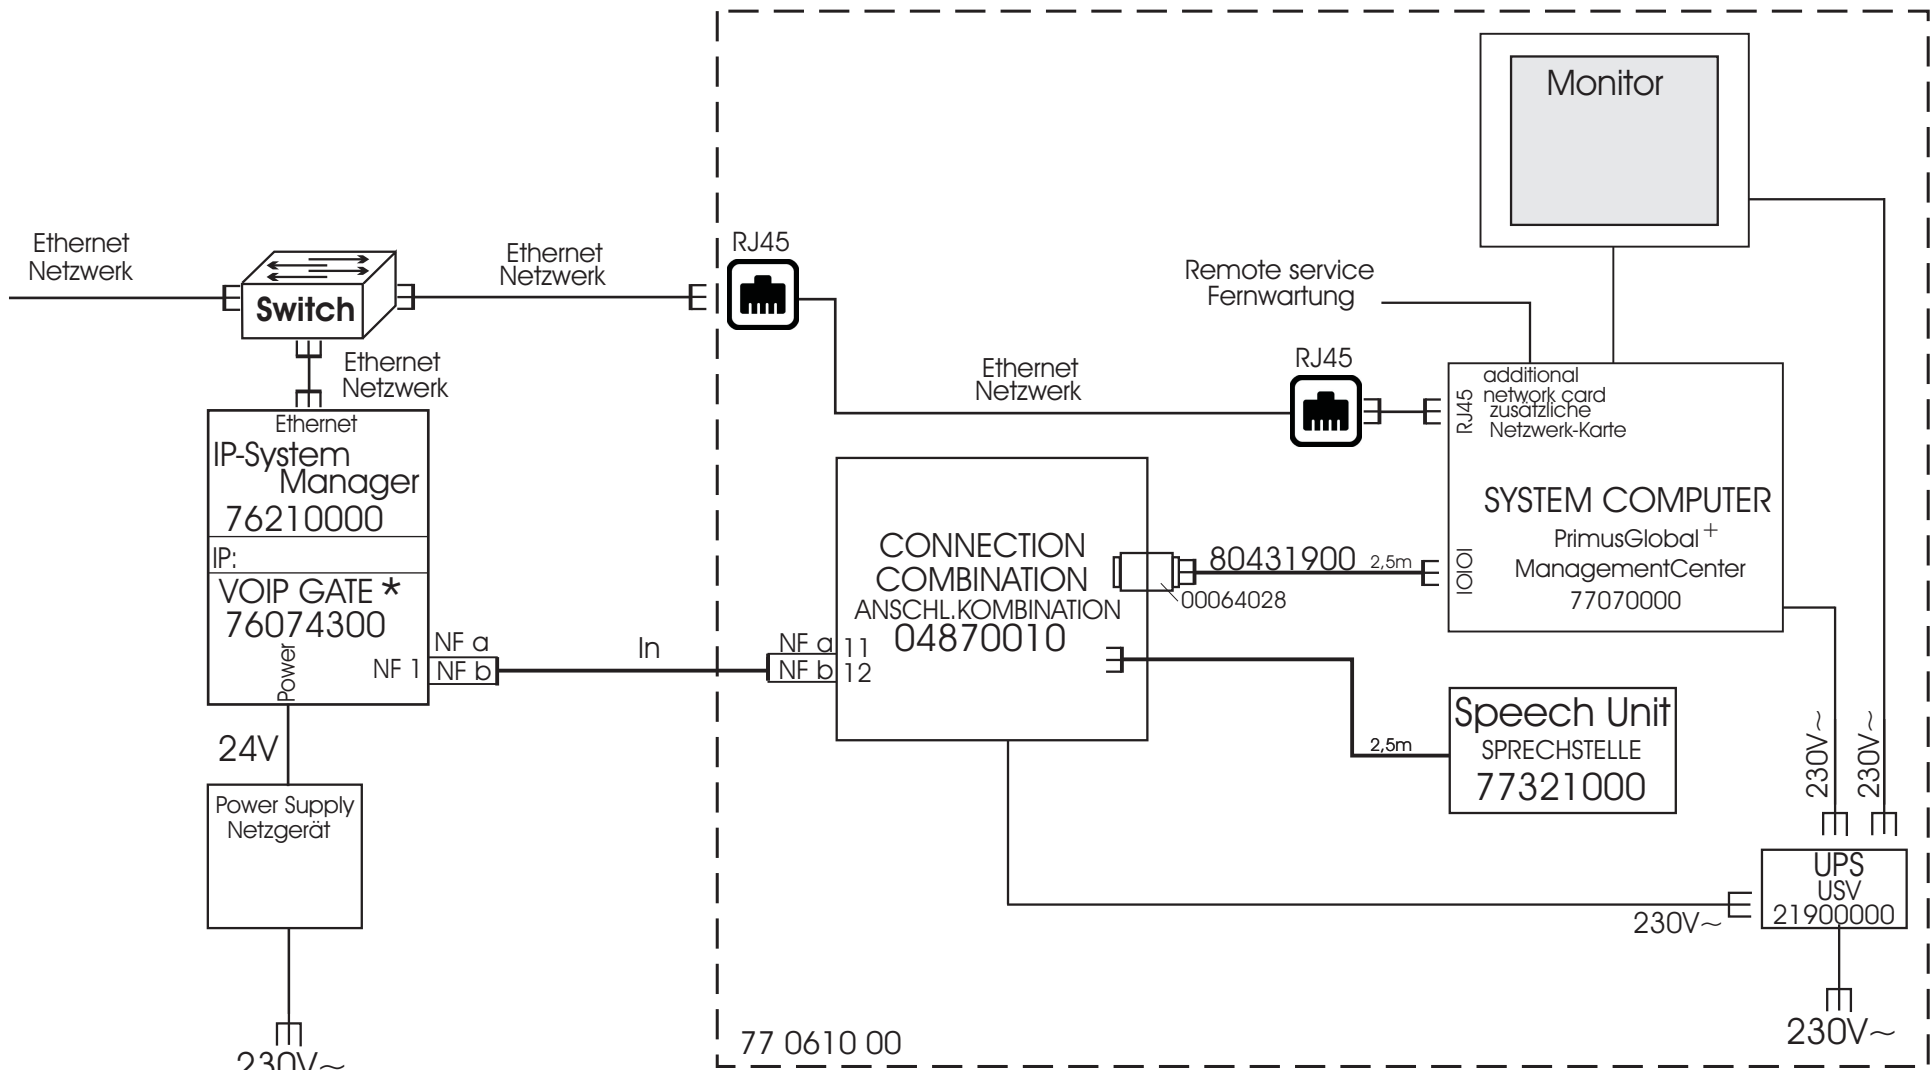 Monitor
Ethernet
Netzwerk
Switch
Ethernet
Netzwerk
RJ45
Remote service
Fernwartung
Ethernet
Netzwerk
Ethernet
Netzwerk
RJ45
RJ45
additional
network card
zusätzliche
Netzwerk-Karte
Ethernet
IP-System
Manager
76210000
IP:
VOIP GATE *
76074300
Power
NF 1
NF a
NF b
In
NF a 11
NF b 12
CONNECTION
COMBINATION
ANSCHL.KOMBINATION
04870010
80431900 2,5m
00064028
IOIOI
SYSTEM COMPUTER
PrimusGlobal +
ManagementCenter
77070000
24V
Power Supply
Netzgerät
230V~
2,5m
Speech Unit
SPRECHSTELLE
77321000
230V~
230V~
230V~
UPS
USV
21900000
230V~
77 0610 00